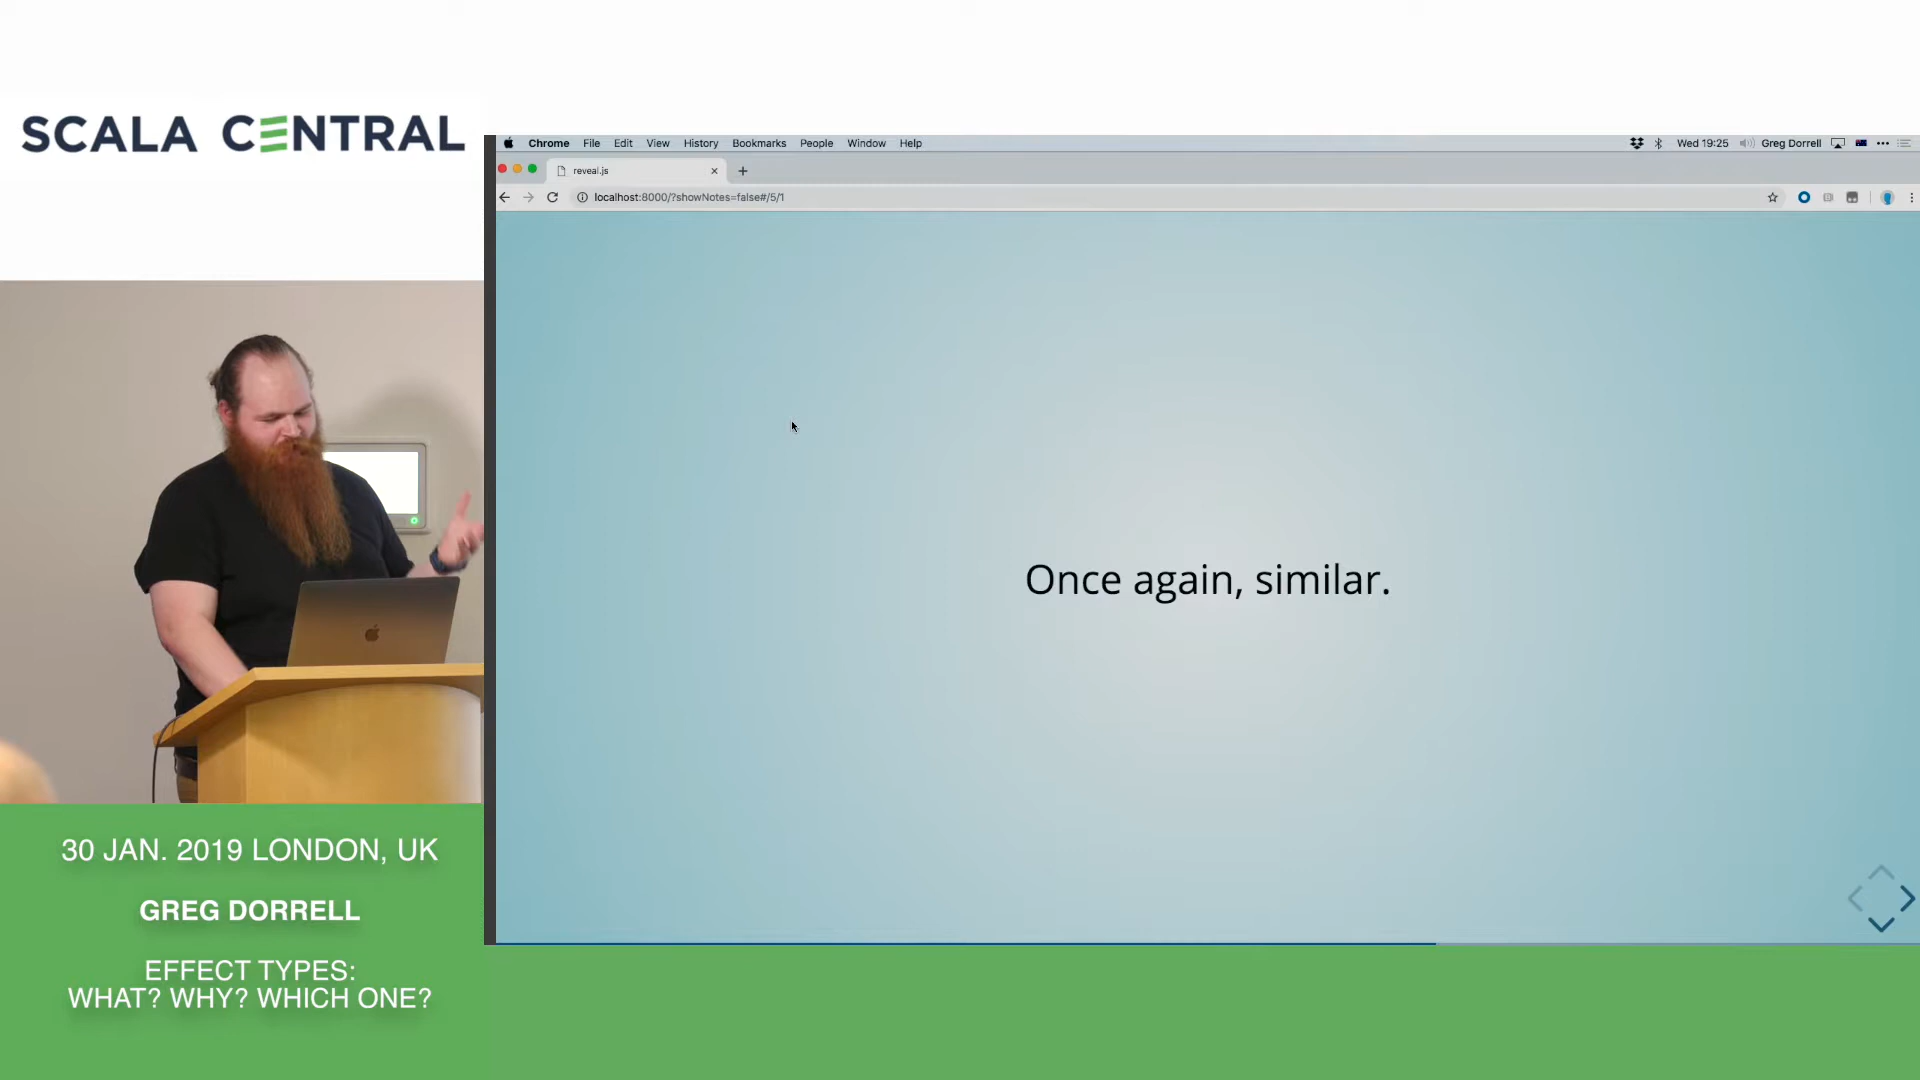 SCALA CENTRAL
Chrome File Edit View History Bookmarks People Window Help
Wed 19:25 Greg Dorrell
reveal.js
localhost:8000/?showNotes=false#/5/1
Once again, similar.
30 JAN. 2019 LONDON, UK
GREG DORRELL
EFFECT TYPES:
WHAT? WHY? WHICH ONE?